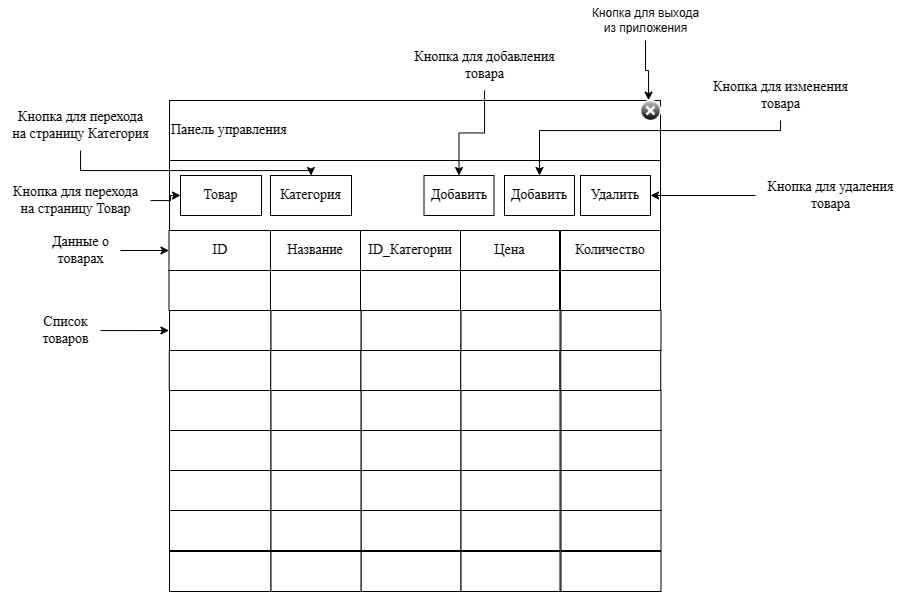 Кнопка для выхода
из приложения
Кнопка для добавления
товара
Кнопка для изменения
товара
Кнопка для перехода
на страницу Категория
Панель управления
Кнопка для перехода
на страницу Товар
Товар
Категория
Добавить
Добавить
Удалить
Кнопка для удаления
товара
Данные о
товарах
ID
Название
ID_Категории
Цена
Количество
Список
товаров